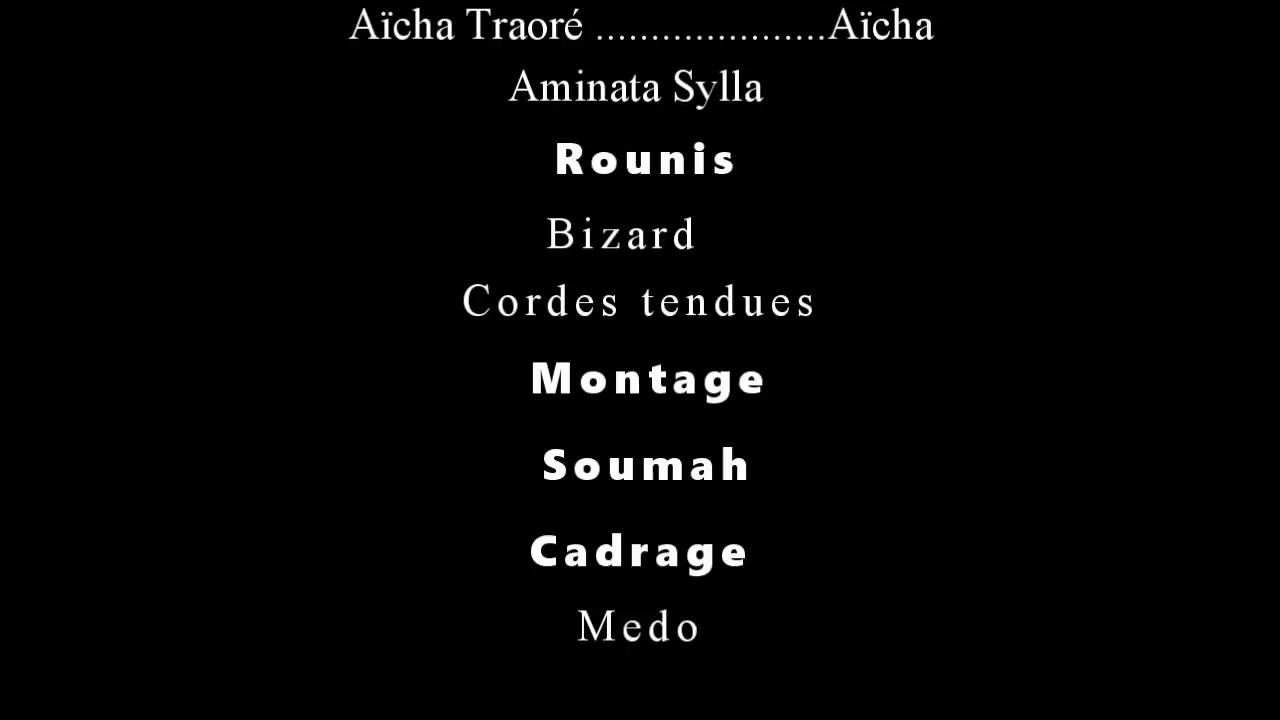 Aïcha Traoré .....................Aïcha
Aminata Sylla
Rounis
Bizard
Cordes tendues
Montage
Soumah
Cadrage
Medo